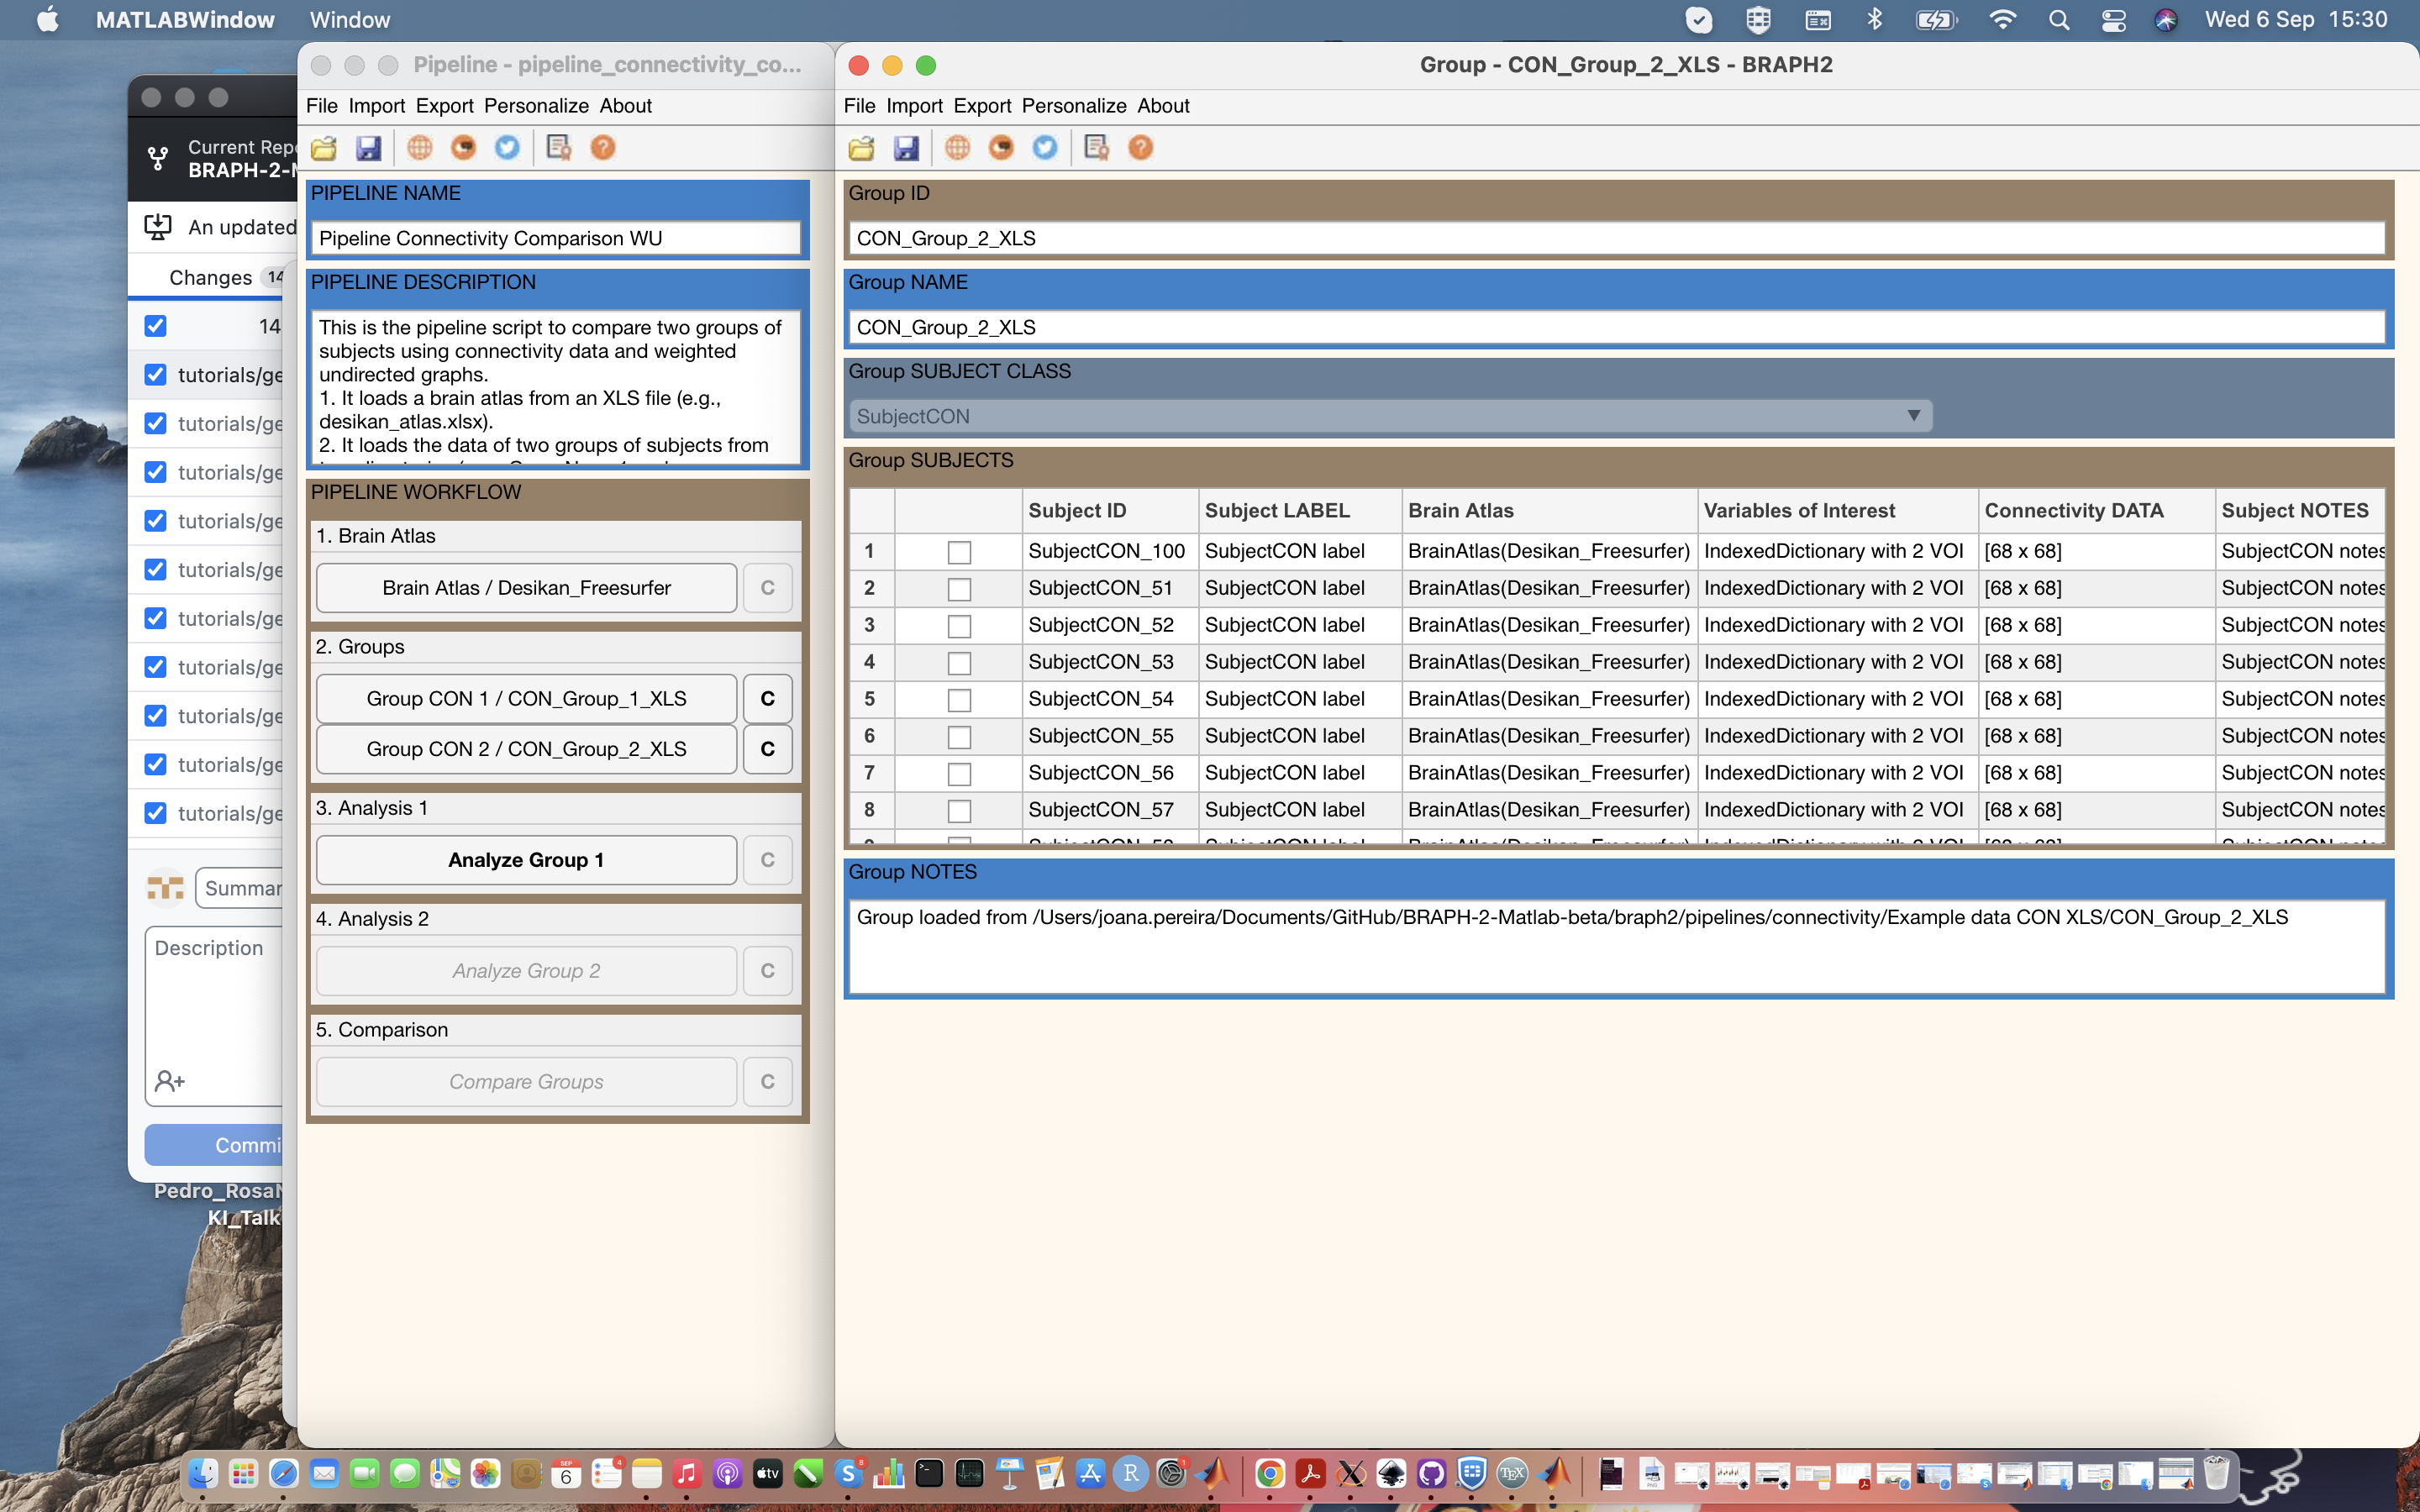 MATLABWindow Window
Wed 6 Sep 15:30
Current Rep
BRAPH-2-M
An updated
Changes 14
14
tutorials/ge
tutorials/ge
tutorials/ge
tutorials/ge
tutorials/ge
tutorials/ge
tutorials/ge
tutorials/ge
tutorials/ge
tutorials/ge
Summar
Description
Commi
Pedro_Rosa
KI_Talk
Pipeline - pipeline_connectivity_co...
File Import Export Personalize About
PIPELINE NAME
Pipeline Connectivity Comparison WU
PIPELINE DESCRIPTION
This is the pipeline script to compare two groups of
subjects using connectivity data and weighted
undirected graphs.
1. It loads a brain atlas from an XLS file (e.g.,
desikan_atlas.xlsx).
2. It loads the data of two groups of subjects from
PIPELINE WORKFLOW
1. Brain Atlas
Brain Atlas / Desikan_Freesurfer C
2. Groups
Group CON 1 / CON_Group_1_XLS C
Group CON 2 / CON_Group_2_XLS C
3. Analysis 1
Analyze Group 1 C
4. Analysis 2
Analyze Group 2 C
5. Comparison
Compare Groups C
Group - CON_Group_2_XLS - BRAPH2
File Import Export Personalize About
Group ID
CON_Group_2_XLS
Group NAME
CON_Group_2_XLS
Group SUBJECT CLASS
SubjectCON
Group SUBJECTS
Subject ID Subject LABEL Brain Atlas Variables of Interest Connectivity DATA Subject NOTES
1 SubjectCON_100 SubjectCON label BrainAtlas(Desikan_Freesurfer) IndexedDictionary with 2 VOI [68 x 68] SubjectCON notes
2 SubjectCON_51 SubjectCON label BrainAtlas(Desikan_Freesurfer) IndexedDictionary with 2 VOI [68 x 68] SubjectCON notes
3 SubjectCON_52 SubjectCON label BrainAtlas(Desikan_Freesurfer) IndexedDictionary with 2 VOI [68 x 68] SubjectCON notes
4 SubjectCON_53 SubjectCON label BrainAtlas(Desikan_Freesurfer) IndexedDictionary with 2 VOI [68 x 68] SubjectCON notes
5 SubjectCON_54 SubjectCON label BrainAtlas(Desikan_Freesurfer) IndexedDictionary with 2 VOI [68 x 68] SubjectCON notes
6 SubjectCON_55 SubjectCON label BrainAtlas(Desikan_Freesurfer) IndexedDictionary with 2 VOI [68 x 68] SubjectCON notes
7 SubjectCON_56 SubjectCON label BrainAtlas(Desikan_Freesurfer) IndexedDictionary with 2 VOI [68 x 68] SubjectCON notes
8 SubjectCON_57 SubjectCON label BrainAtlas(Desikan_Freesurfer) IndexedDictionary with 2 VOI [68 x 68] SubjectCON notes
Group NOTES
Group loaded from /Users/joana.pereira/Documents/GitHub/BRAPH-2-Matlab-beta/braph2/pipelines/connectivity/Example data CON XLS/CON_Group_2_XLS
SEP
6
4
tv
S
8
R
1
TEX